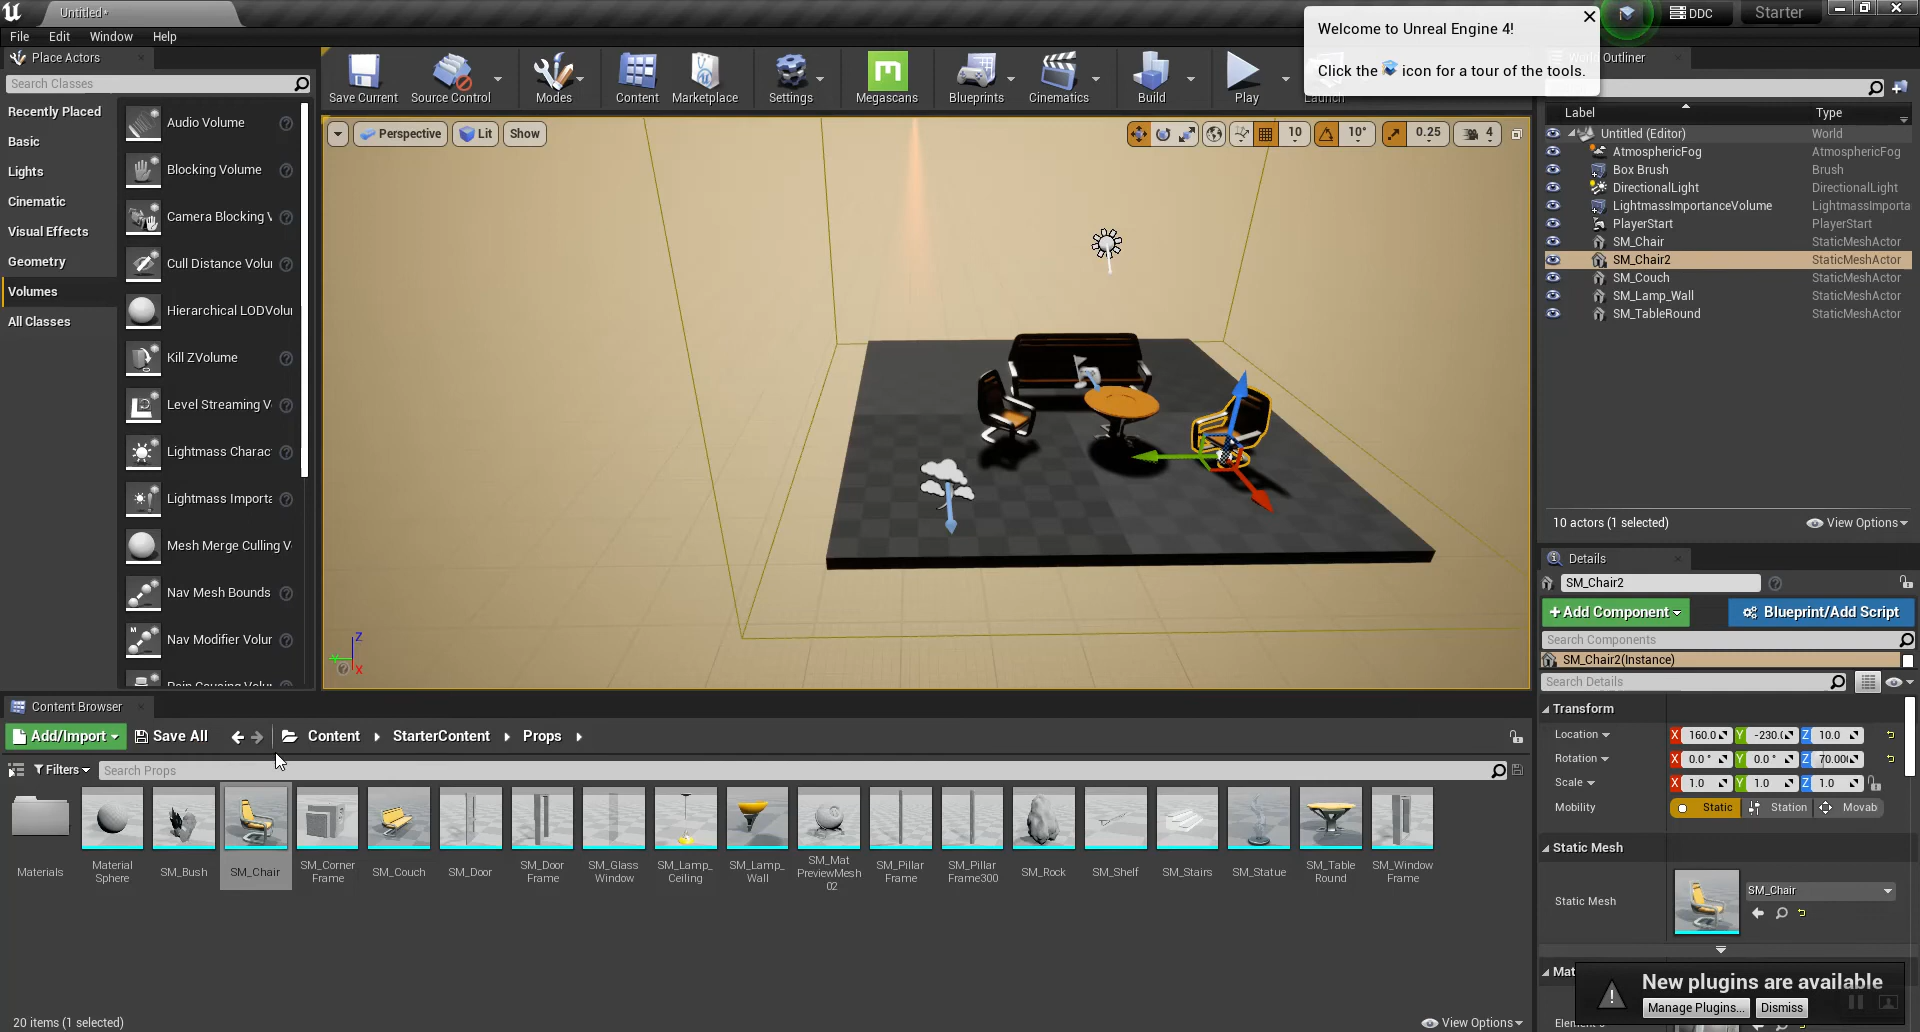 Untitled*
DDC
Starter
File Edit Window Help
Welcome to Unreal Engine 4!
Click the icon for a tour of the tools.
Place Actors
Search Classes
Recently Placed
Basic
Lights
Cinematic
Visual Effects
Geometry
Volumes
All Classes
Audio Volume
Blocking Volume
Camera Blocking V
Cull Distance Volu
Hierarchical LODVolu
Kill ZVolume
Level Streaming V
Lightmass Charac
Lightmass Importa
Mesh Merge Culling V
Nav Mesh Bounds
Nav Modifier Volur
Save Current
Source Control
Modes
Content
Marketplace
Settings
Megascans
Blueprints
Cinematics
Build
Play
Launch
Perspective Lit Show
10 10° 0.25 4
Z
X
Outliner
Label Type
Untitled (Editor) World
AtmosphericFog AtmosphericFog
Box Brush Brush
DirectionalLight DirectionalLight
LightmassImportanceVolume LightmassImporta
PlayerStart PlayerStart
SM_Chair StaticMeshActor
SM_Chair2 StaticMeshActor
SM_Couch StaticMeshActor
SM_Lamp_Wall StaticMeshActor
SM_TableRound StaticMeshActor
10 actors (1 selected) View Options
Details
SM_Chair2
+Add Component Blueprint/Add Script
Search Components
SM_Chair2(Instance)
Search Details
Transform
Location X 160.0 Y -230.( Z 10.0
Rotation X 0.0 ° Y 0.0 ° Z 70.00(
Scale X 1.0 Y 1.0 Z 1.0
Mobility Static Station Movab
Static Mesh
Static Mesh SM_Chair
Mat
New plugins are available
Manage Plugins... Dismiss
Content Browser
Add/Import Save All Content StarterContent Props
Filters Search Props
Materials
Material
Sphere
SM_Bush
SM_Chair
SM_Corner
Frame
SM_Couch
SM_Door
SM_Door
Frame
SM_Glass
Window
SM_Lamp_
Ceiling
SM_Lamp_
Wall
SM_Mat
PreviewMesh
02
SM_Pillar
Frame
SM_Pillar
Frame300
SM_Rock
SM_Shelf
SM_Stairs
SM_Statue
SM_Table
Round
SM_Window
Frame
20 items (1 selected) View Options